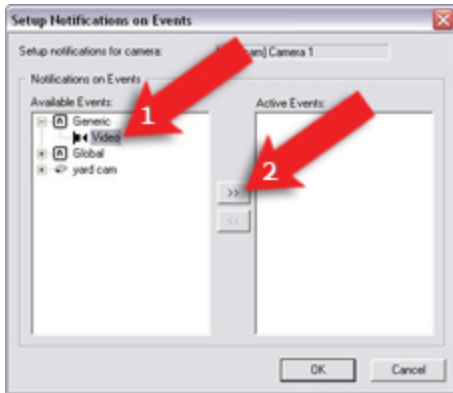 Setup Notifications on Events
Setup notifications for camera: cam] Camera 1
Notifications on Events
Available Events: Active Events:
1
Generic
Video
Global
yard cam
2
>>
<<
OK Cancel